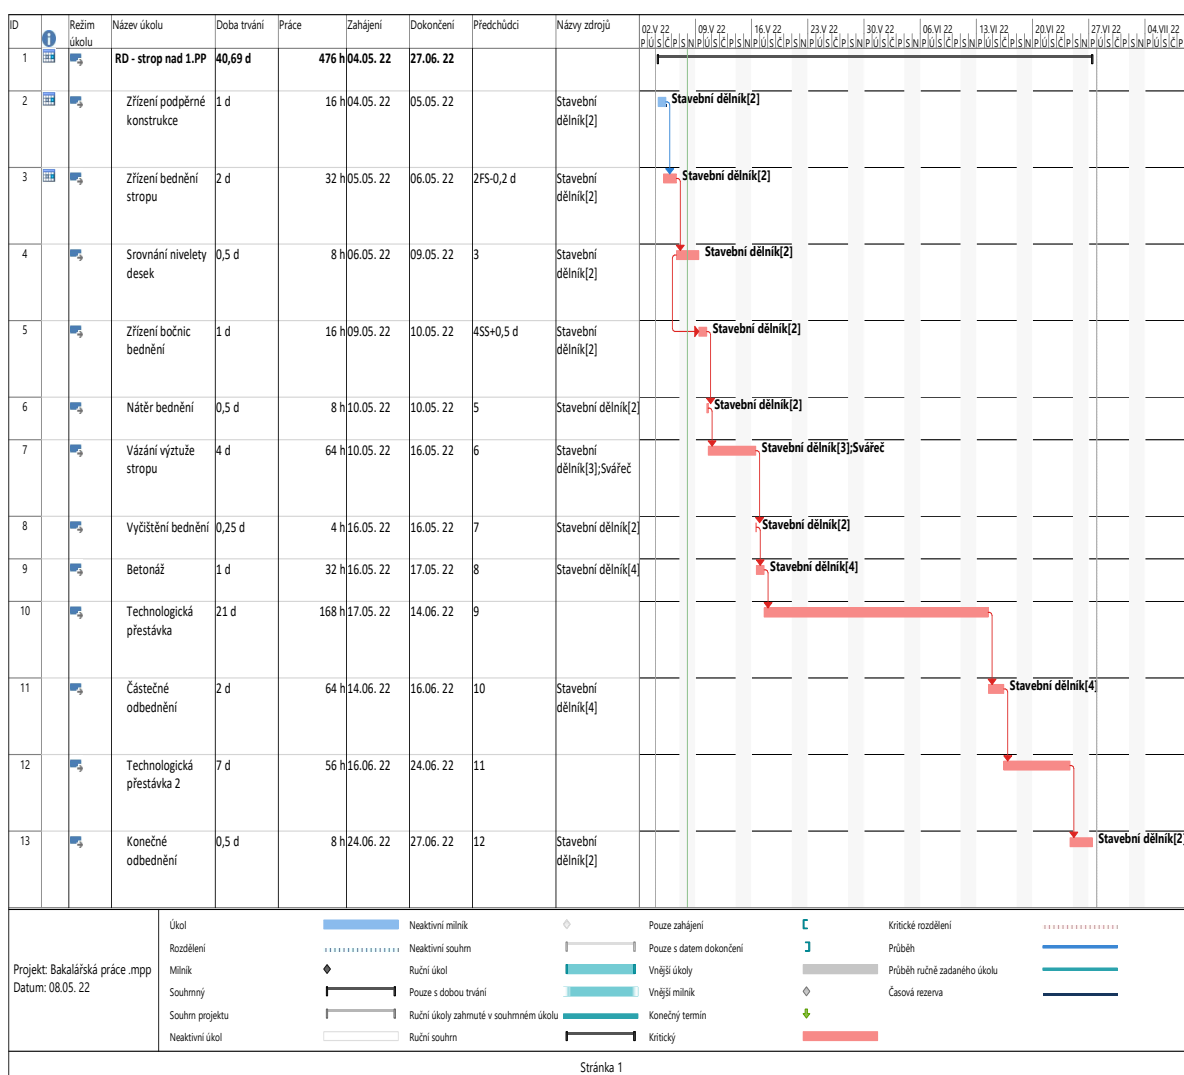 ID Režim úkolu Název úkolu Doba trvání Práce Zahájení Dokončení Předchůdci Názvy zdrojů
02.V 22 09.V 22 16.V 22 23.V 22 30.V 22 06.VI 22 13.VI 22 20.VI 22 27.VI 22 04.VII 22
P Ú S Č P S N P Ú S Č P S N P Ú S Č P S N P Ú S Č P S N P Ú S Č P S N P Ú S Č P S N P Ú S Č P S N P Ú S Č P S N P Ú S Č P S N P Ú S Č P
1 RD - strop nad 1.PP 40,69 d 476 h 04.05. 22 27.06. 22
2 Zřízení podpěrné konstrukce 1 d 16 h 04.05. 22 05.05. 22 Stavební dělník[2]
Stavební dělník[2]
3 Zřízení bednění stropu 2 d 32 h 05.05. 22 06.05. 22 2FS-0,2 d Stavební dělník[2]
Stavební dělník[2]
4 Srovnání nivelety desek 0,5 d 8 h 06.05. 22 09.05. 22 3 Stavební dělník[2]
Stavební dělník[2]
5 Zřízení bočnic bednění 1 d 16 h 09.05. 22 10.05. 22 4SS+0,5 d Stavební dělník[2]
Stavební dělník[2]
6 Nátěr bednění 0,5 d 8 h 10.05. 22 10.05. 22 5 Stavební dělník[2]
Stavební dělník[2]
7 Vázání výztuže stropu 4 d 64 h 10.05. 22 16.05. 22 6 Stavební dělník[3];Svářeč
Stavební dělník[3];Svářeč
8 Vyčištění bednění 0,25 d 4 h 16.05. 22 16.05. 22 7 Stavební dělník[2]
Stavební dělník[2]
9 Betonáž 1 d 32 h 16.05. 22 17.05. 22 8 Stavební dělník[4]
Stavební dělník[4]
10 Technologická přestávka 21 d 168 h 17.05. 22 14.06. 22 9
11 Částečné odbednění 2 d 64 h 14.06. 22 16.06. 22 10 Stavební dělník[4]
Stavební dělník[4]
12 Technologická přestávka 2 7 d 56 h 16.06. 22 24.06. 22 11
13 Konečné odbednění 0,5 d 8 h 24.06. 22 27.06. 22 12 Stavební dělník[2]
Stavební dělník[2]
Projekt: Bakalářská práce .mpp
Datum: 08.05. 22
Úkol
Rozdělení
Milník
Souhrnný
Souhrn projektu
Neaktivní úkol
Neaktivní milník
Neaktivní souhrn
Ruční úkol
Pouze s dobou trvání
Ruční úkoly zahrnuté v souhrnném úkolu
Ruční souhrn
Pouze zahájení
Pouze s datem dokončení
Vnější úkoly
Vnější milník
Konečný termín
Kritický
Kritické rozdělení
Průběh
Průběh ručně zadaného úkolu
Časová rezerva
Stránka 1